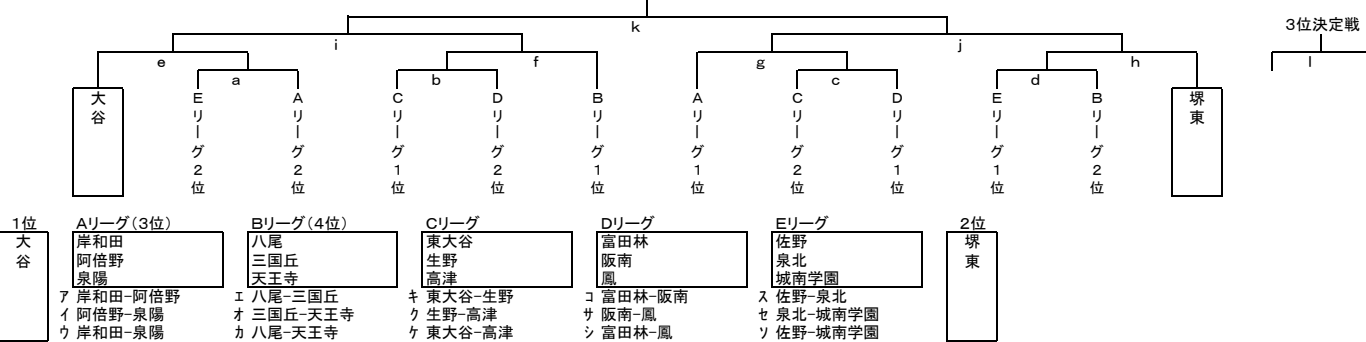 k
3位決定戦
i
j
e
f
g
h
l
a
b
c
d
大谷
Eリーグ2位
Aリーグ2位
Cリーグ1位
Dリーグ2位
Bリーグ1位
Aリーグ1位
Cリーグ2位
Dリーグ1位
Eリーグ1位
Bリーグ2位
堺東
1位 Aリーグ(3位) Bリーグ(4位) Cリーグ Dリーグ Eリーグ 2位
大谷
岸和田 八尾 東大谷 富田林 佐野
阿倍野 三国丘 生野 阪南 泉北
泉陽 天王寺 高津 鳳 城南学園
堺東
ア 岸和田-阿倍野 エ 八尾-三国丘 キ 東大谷-生野 コ 富田林-阪南 ス 佐野-泉北
イ 阿倍野-泉陽 オ 三国丘-天王寺 ク 生野-高津 サ 阪南-鳳 セ 泉北-城南学園
ウ 岸和田-泉陽 カ 八尾-天王寺 ケ 東大谷-高津 シ 富田林-鳳 ソ 佐野-城南学園